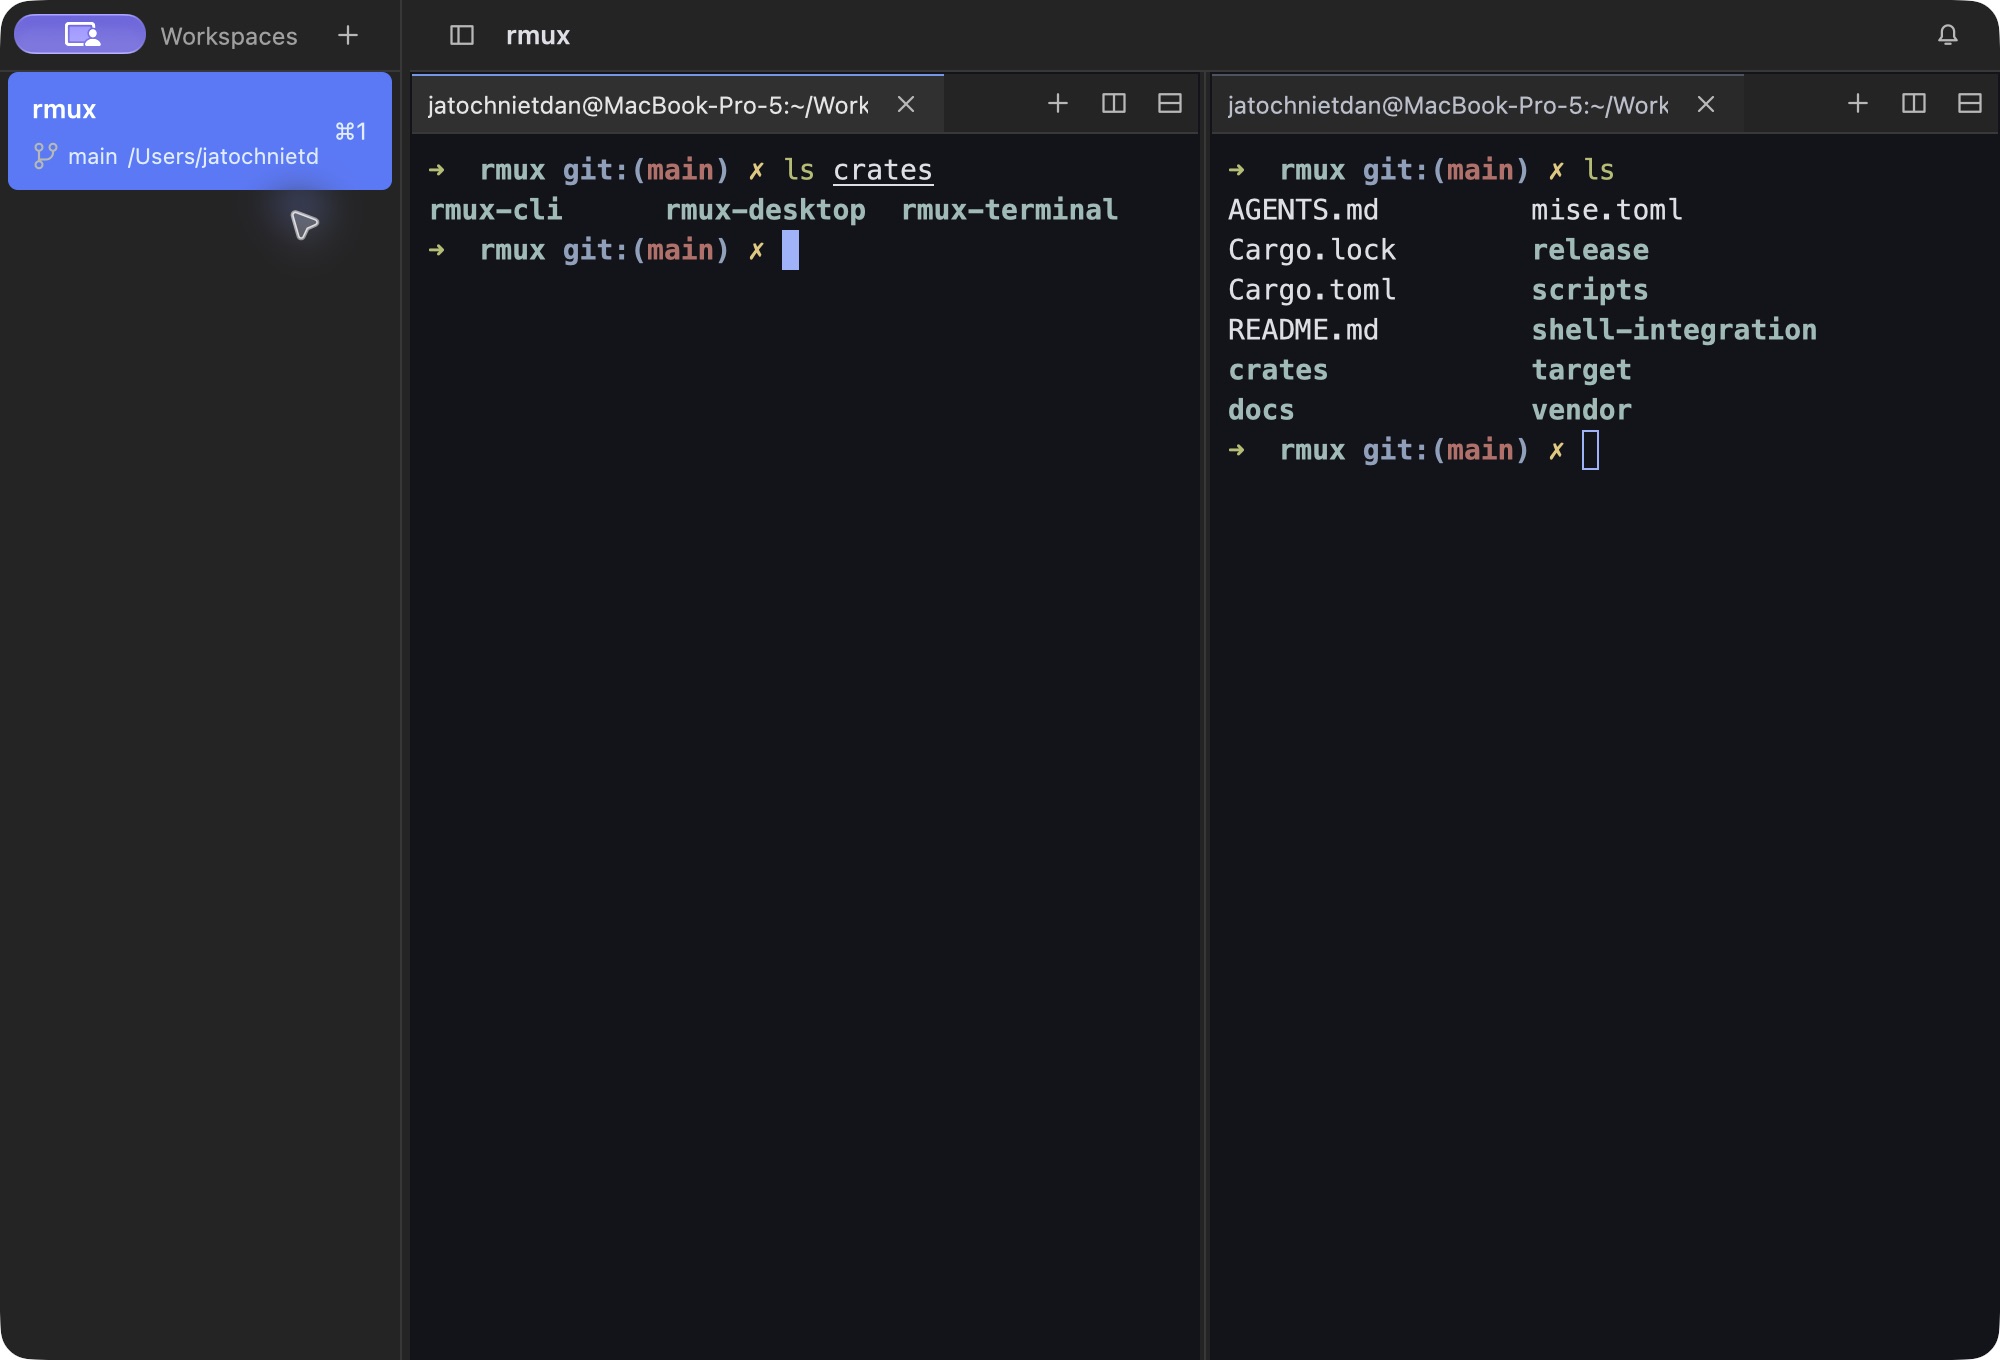 Workspaces
rmux
rmux
⌘1
main /Users/jatochnietd
jatochnietdan@MacBook-Pro-5:~/Work
➜  rmux git:(main) ✗ ls crates
rmux-cli      rmux-desktop  rmux-terminal
➜  rmux git:(main) ✗
jatochnietdan@MacBook-Pro-5:~/Work
➜  rmux git:(main) ✗ ls
AGENTS.md         mise.toml
Cargo.lock        release
Cargo.toml        scripts
README.md         shell-integration
crates            target
docs              vendor
➜  rmux git:(main) ✗